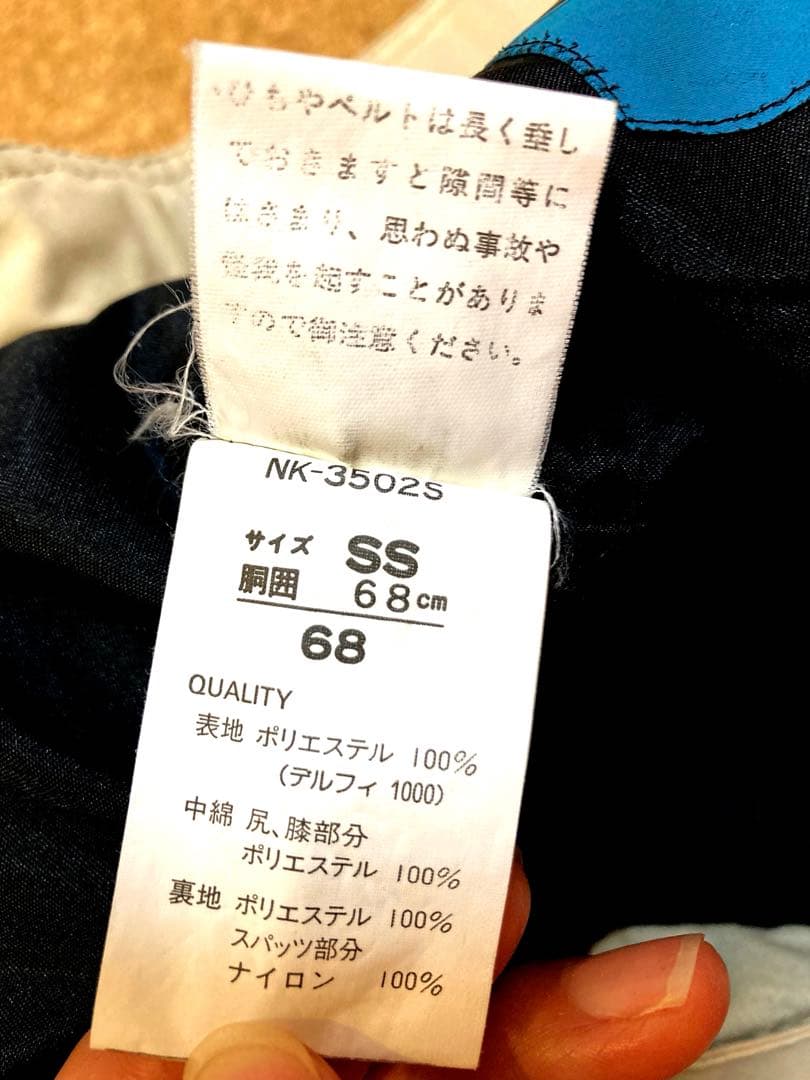 ひもやベルトは長く垂し
ておきますと隙間等に
はさまり、思わぬ事故や
怪我を起すことがありま
すので御注意ください。
NK-3502S
サイズ SS
胴囲 68cm
68
QUALITY
表地 ポリエステル 100%
(デルフィ 1000)
中綿 尻、膝部分
ポリエステル 100%
裏地 ポリエステル 100%
スパッツ部分
ナイロン 100%